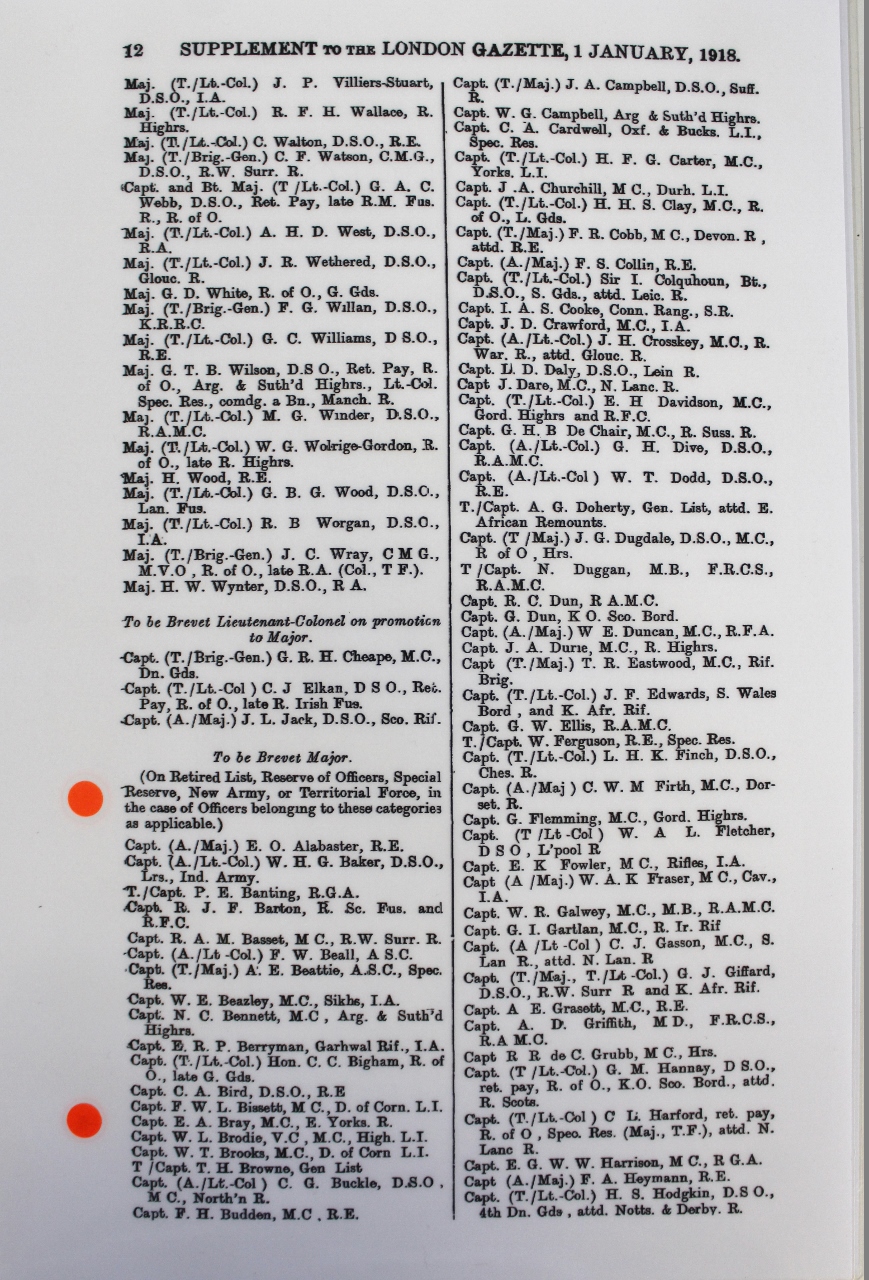 12 SUPPLEMENT TO THE LONDON GAZETTE, 1 JANUARY, 1918.
Maj. (T./Lt.-Col.) J. P. Villiers-Stuart,
D.S.O., I.A.
Maj. (T./Lt.-Col.) R. F. H. Wallace, R.
Highrs.
Maj. (T./Lt.-Col.) C. Walton, D.S.O., R.E.
Maj. (T./Brig.-Gen.) C. F. Watson, C.M.G.,
D.S.O., R.W. Surr. R.
Capt. and Bt. Maj. (T /Lt.-Col.) G. A. C.
Webb, D.S.O., Ret. Pay, late R.M. Fus.
R., R. of O.
Maj. (T./Lt.-Col.) A. H. D. West, D.S.O.,
R.A.
Maj. (T./Lt.-Col.) J. R. Wethered, D.S.O.,
Glouc. R.
Maj. G. D. White, R. of O., G. Gds.
Maj. (T./Brig.-Gen.) F. G. Willan, D.S.O.,
K.R.R.C.
Maj. (T./Lt.-Col.) G. C. Williams, D S.O.,
R.E.
Maj. G. T. B. Wilson, D.S O., Ret. Pay, R.
of O., Arg. & Suth'd Highrs., Lt.-Col.
Spec. Res., comdg. a Bn., Manch. R.
Maj. (T./Lt.-Col.) M. G. Winder, D.S.O.,
R.A.M.C.
Maj. (T./Lt.-Col.) W. G. Wolrige-Gordon, R.
of O., late R. Highrs.
Maj. H. Wood, R.E.
Maj. (T./Lt.-Col.) G. B. G. Wood, D.S.O.,
Lan. Fus.
Maj. (T./Lt.-Col.) R. B Worgan, D.S.O.,
I.A.
Maj. (T./Brig.-Gen.) J. C. Wray, C M G.,
M.V.O , R. of O., late R.A. (Col., T F.).
Maj. H. W. Wynter, D.S.O., R A.
To be Brevet Lieutenant-Colonel on promotion
to Major.
Capt. (T./Brig.-Gen.) G. R. H. Cheape, M.C.,
Dn. Gds.
Capt. (T./Lt.-Col ) C. J Elkan, D S O., Ret.
Pay, R. of O., late R. Irish Fus.
Capt. (A./Maj.) J. L. Jack, D.S.O., Sco. Rif.
To be Brevet Major.
(On Retired List, Reserve of Officers, Special
Reserve, New Army, or Territorial Force, in
the case of Officers belonging to these categories
as applicable.)
Capt. (A./Maj.) E. O. Alabaster, R.E.
Capt. (A./Lt.-Col.) W. H. G. Baker, D.S.O.,
Lrs., Ind. Army.
T./Capt. P. E. Banting, R.G.A.
Capt. R. J. F. Barton, R. Sc. Fus. and
R.F.C.
Capt. R. A. M. Basset, M C., R.W. Surr. R.
Capt. (A./Lt -Col.) F. W. Beall, A S.C.
Capt. (T./Maj.) A. E. Beattie, A.S.C., Spec.
Res.
Capt. W. E. Beazley, M.C., Sikhs, I.A.
Capt. N. C. Bennett, M.C , Arg. & Suth'd
Highrs.
Capt. E. R. P. Berryman, Garhwal Rif., I.A.
Capt. (T./Lt.-Col.) Hon. C. C. Bigham, R. of
O., late G. Gds.
Capt. C. A. Bird, D.S.O., R.E
Capt. F. W. L. Bissett, M C., D. of Corn. L.I.
Capt. E. A. Bray, M.C., E. Yorks. R.
Capt. W. L. Brodie, V.C , M.C., High. L.I.
Capt. W. T. Brooks, M.C., D. of Corn L.I.
T /Capt. T. H. Browne, Gen List
Capt. (A./Lt.-Col ) C. G. Buckle, D.S.O ,
M C., North'n R.
Capt. F. H. Budden, M.C , R.E.
Capt. (T./Maj.) J. A. Campbell, D.S.O., Suff.
R.
Capt. W. G. Campbell, Arg & Suth'd Highrs.
Capt. C. A. Cardwell, Oxf. & Bucks. L.I.,
Spec. Res.
Capt. (T./Lt.-Col.) H. F. G. Carter, M.C.,
Yorks. L.I.
Capt. J .A. Churchill, M C., Durh. L.I.
Capt. (T./Lt.-Col.) H. H. S. Clay, M.C., R.
of O., L. Gds.
Capt. (T./Maj.) F. R. Cobb, M C., Devon. R ,
attd. R.E.
Capt. (A./Maj.) F. S. Collin, R.E.
Capt. (T./Lt.-Col.) Sir I. Colquhoun, Bt.,
D.S.O., S. Gds., attd. Leic. R.
Capt. I. A. S. Cooke, Conn. Rang., S.R.
Capt. J. D. Crawford, M.C., I.A.
Capt. (A./Lt.-Col.) J. H. Crosskey, M.C., R.
War. R., attd. Glouc. R.
Capt. L. D. Daly, D.S.O., Lein R.
Capt J. Dare, M.C., N. Lanc. R.
Capt. (T./Lt.-Col.) E. H Davidson, M.C.,
Gord. Highrs and R.F.C.
Capt. G. H. B De Chair, M.C., R. Suss. R.
Capt. (A./Lt.-Col.) G. H. Dive, D.S.O.,
R.A.M.C.
Capt. (A./Lt.-Col ) W. T. Dodd, D.S.O.,
R.E.
T./Capt. A. G. Doherty, Gen. List, attd. E.
African Remounts.
Capt. (T /Maj.) J. G. Dugdale, D.S.O., M.C.,
R of O , Hrs.
T /Capt. N. Duggan, M.B., F.R.C.S.,
R.A.M.C.
Capt. R. C. Dun, R A.M.C.
Capt. G. Dun, K O. Sco. Bord.
Capt. (A./Maj.) W E. Duncan, M.C., R.F.A.
Capt. J. A. Durie, M.C., R. Highrs.
Capt (T./Maj.) T. R. Eastwood, M.C., Rif.
Brig.
Capt. (T./Lt.-Col.) J. F. Edwards, S. Wales
Bord , and K. Afr. Rif.
Capt. G. W. Ellis, R.A.M.C.
T./Capt. W. Ferguson, R.E., Spec. Res.
Capt. (T./Lt.-Col.) L. H. K. Finch, D.S.O.,
Ches. R.
Capt. (A./Maj ) C. W. M Firth, M.C., Dor-
set. R.
Capt. G. Flemming, M.C., Gord. Highrs.
Capt. (T /Lt -Col ) W. A L. Fletcher,
D S O , L'pool R
Capt. E. K Fowler, M C., Rifles, I.A.
Capt (A /Maj.) W. A. K Fraser, M C., Cav.,
I.A.
Capt. W. R. Galwey, M.C., M.B., R.A.M.C.
Capt. G. I. Gartlan, M.C., R. Ir. Rif
Capt. (A /Lt -Col ) C. J. Gasson, M.C., S.
Lan R., attd. N. Lan. R
Capt. (T./Maj., T./Lt -Col.) G. J. Giffard,
D.S.O., R.W. Surr R and K. Afr. Rif.
Capt. A E. Grasett, M.C., R.E.
Capt. A. D. Griffith, M D., F.R.C.S.,
R.A M.C.
Capt R R de C. Grubb, M C., Hrs.
Capt. (T /Lt.-Col.) G. M. Hannay, D S.O.,
ret. pay, R. of O., K.O. Sco. Bord., attd.
R. Scots.
Capt. (T./Lt.-Col ) C L. Harford, ret. pay,
R. of O , Spec. Res. (Maj., T.F.), attd. N.
Lanc R.
Capt. E. G. W. W. Harrison, M C., R G.A.
Capt (A./Maj.) F. A. Heymann, R.E.
Capt. (T./Lt.-Col.) H. S. Hodgkin, D.S O.,
4th Dn. Gds , attd. Notts. & Derby. R.